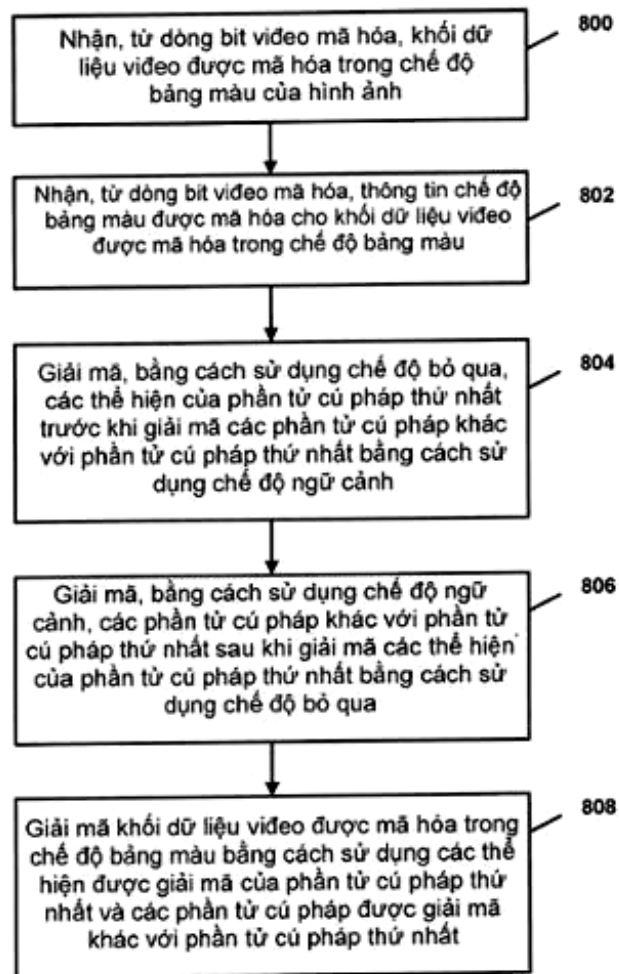 Nhận, từ dòng bit viđeo mã hóa, khối dữ
liệu viđeo được mã hóa trong chế độ
bảng màu của hình ảnh
800
Nhận, từ dòng bit viđeo mã hóa, thông tin chế độ
bảng màu được mã hóa cho khối dữ liệu viđeo
được mã hóa trong chế độ bảng màu
802
Giải mã, bằng cách sử dụng chế độ bỏ qua,
các thể hiện của phần tử cú pháp thứ nhất
trước khi giải mã các phần tử cú pháp khác
với phần tử cú pháp thứ nhất bằng cách sử
dụng chế độ ngữ cảnh
804
Giải mã, bằng cách sử dụng chế độ ngữ
cảnh, các phần tử cú pháp khác với phần tử
cú pháp thứ nhất sau khi giải mã các thể hiện
của phần tử cú pháp thứ nhất bằng cách sử
dụng chế độ bỏ qua
806
Giải mã khối dữ liệu viđeo được mã hóa trong
chế độ bảng màu bằng cách sử dụng các thể
hiện được giải mã của phần tử cú pháp thứ
nhất và các phần tử cú pháp được giải mã
khác với phần tử cú pháp thứ nhất
808